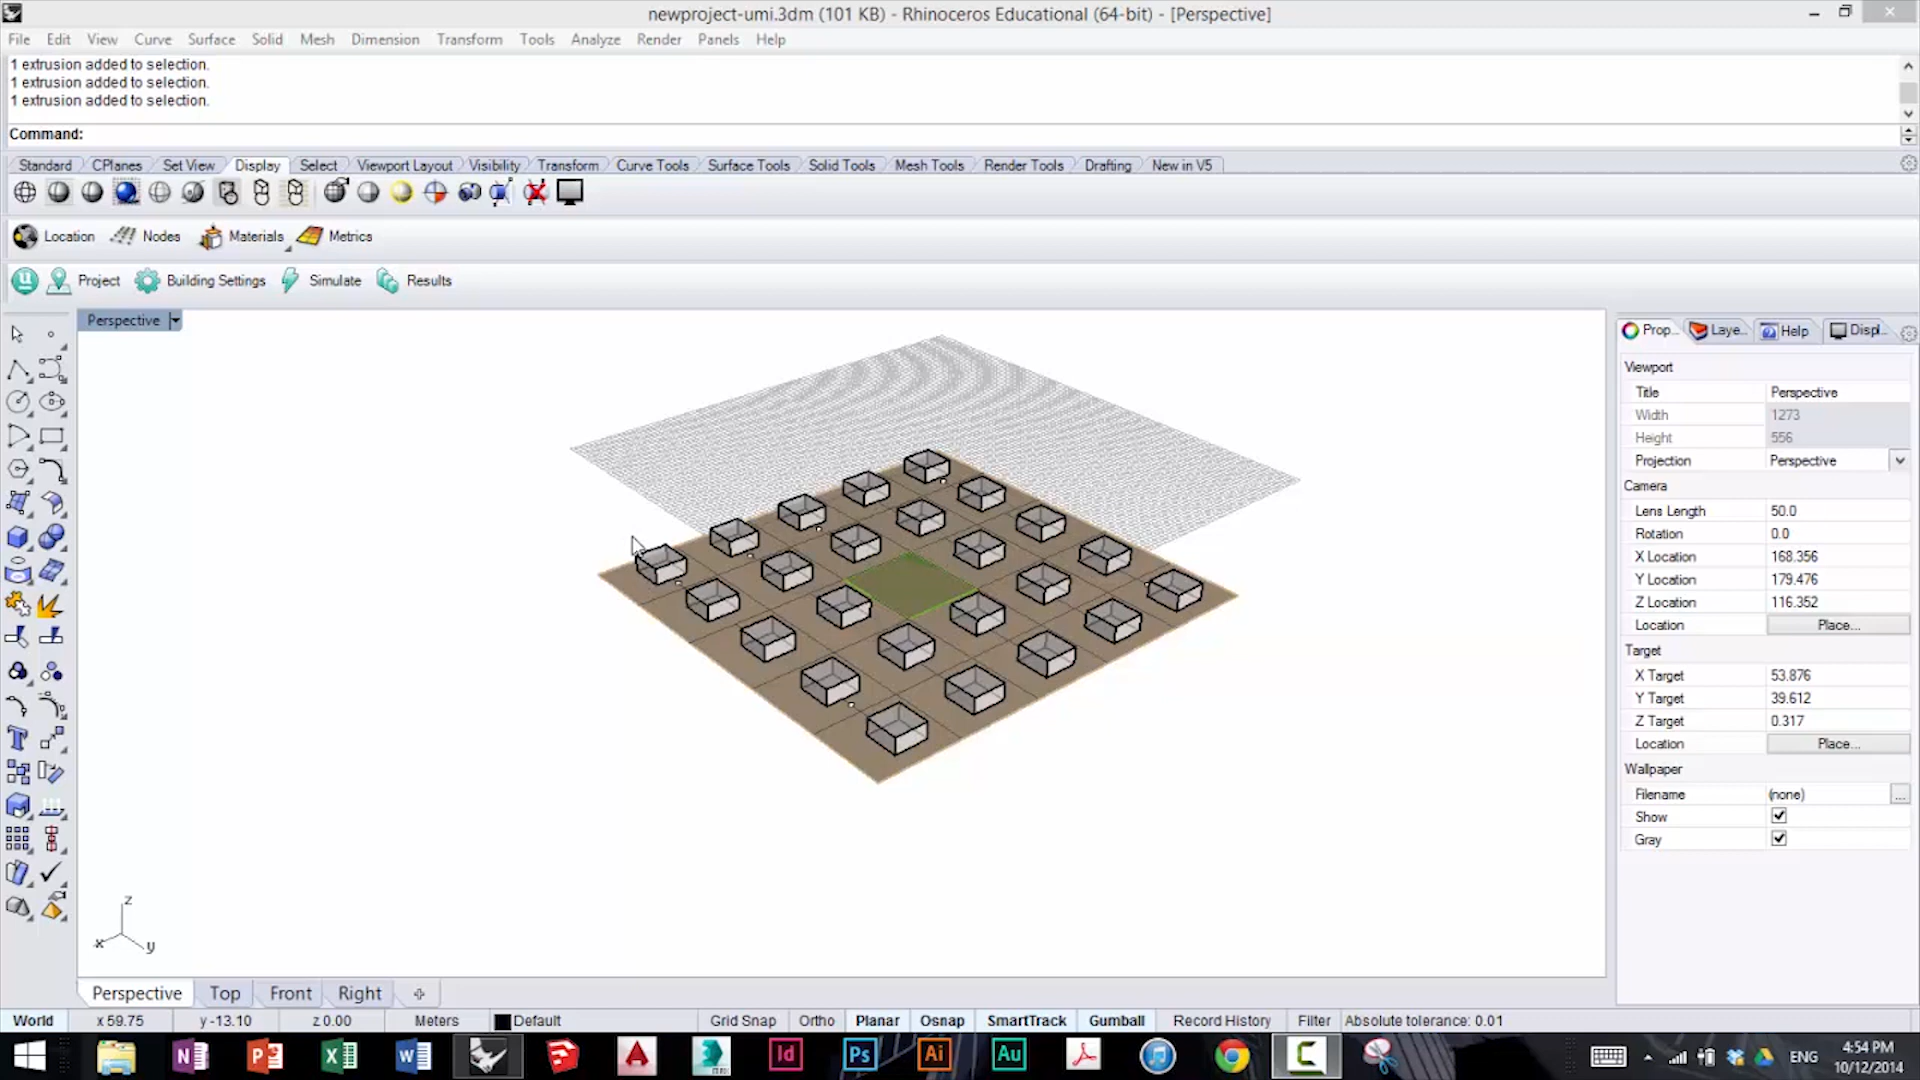 newproject-umi.3dm (101 KB) - Rhinoceros Educational (64-bit) - [Perspective]
File Edit View Curve Surface Solid Mesh Dimension Transform Tools Analyze Render Panels Help
1 extrusion added to selection.
1 extrusion added to selection.
1 extrusion added to selection.
Command:
Standard CPlanes Set View Display Select Viewport Layout Visibility Transform Curve Tools Surface Tools Solid Tools Mesh Tools Render Tools Drafting New in V5
Location Nodes Materials Metrics
u Project Building Settings Simulate Results
Perspective
Prop... Laye... Help Displ...
Viewport
Title Perspective
Width 1273
Height 556
Projection Perspective
Camera
Lens Length 50.0
Rotation 0.0
X Location 168.356
Y Location 179.476
Z Location 116.352
Location Place...
Target
X Target 53.876
Y Target 39.612
Z Target 0.317
Location Place...
Wallpaper
Filename (none) ...
Show
Gray
z
x y
Perspective Top Front Right
World x 59.75 y -13.10 z 0.00 Meters Default Grid Snap Ortho Planar Osnap SmartTrack Gumball Record History Filter Absolute tolerance: 0.01
N P X W A Id Ps Ai Au C ENG 4:54 PM
10/12/2014